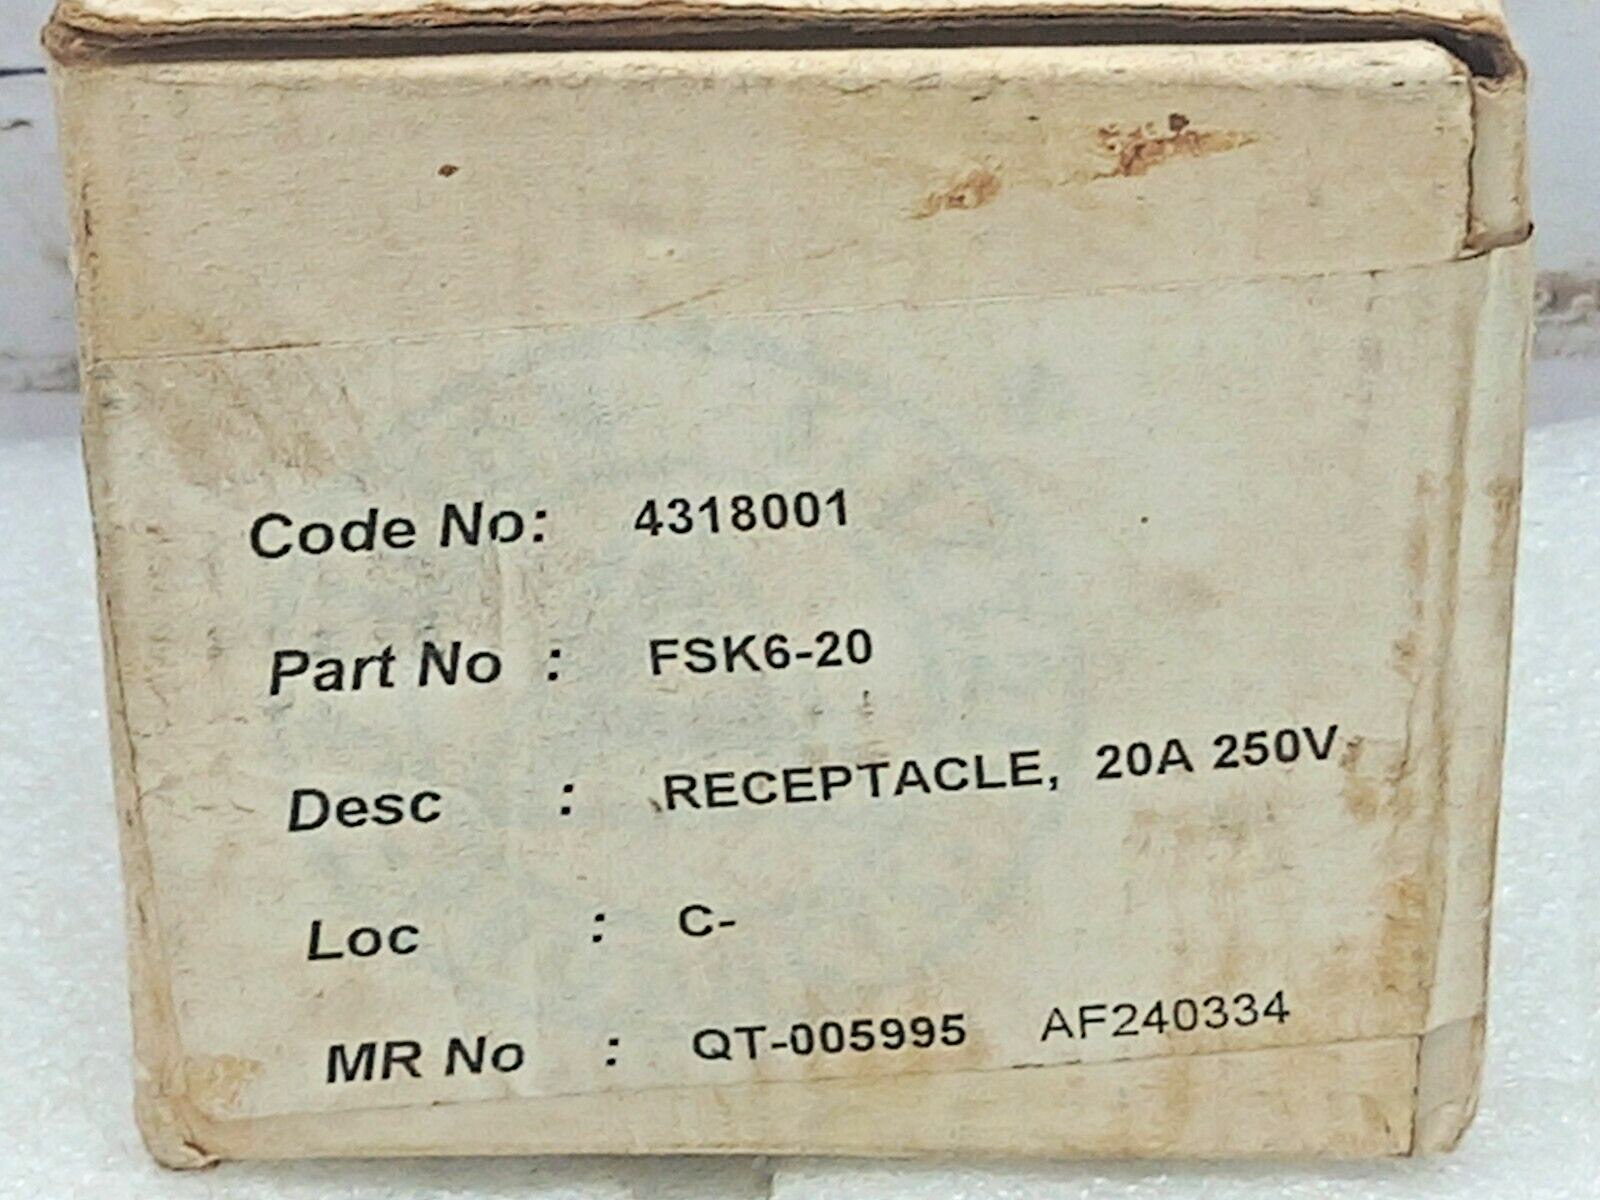 Code No: 4318001
Part No : FSK6-20
Desc : RECEPTACLE, 20A 250V
Loc : C-
MR No : QT-005995 AF240334